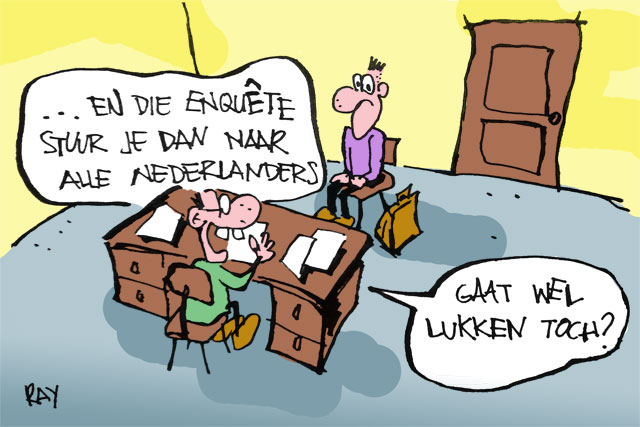 ... EN DIE ENQUÊTE
STUUR JE DAN NAAR
ALLE NEDERLANDERS
GAAT WEL
LUKKEN TOCH?
RAY